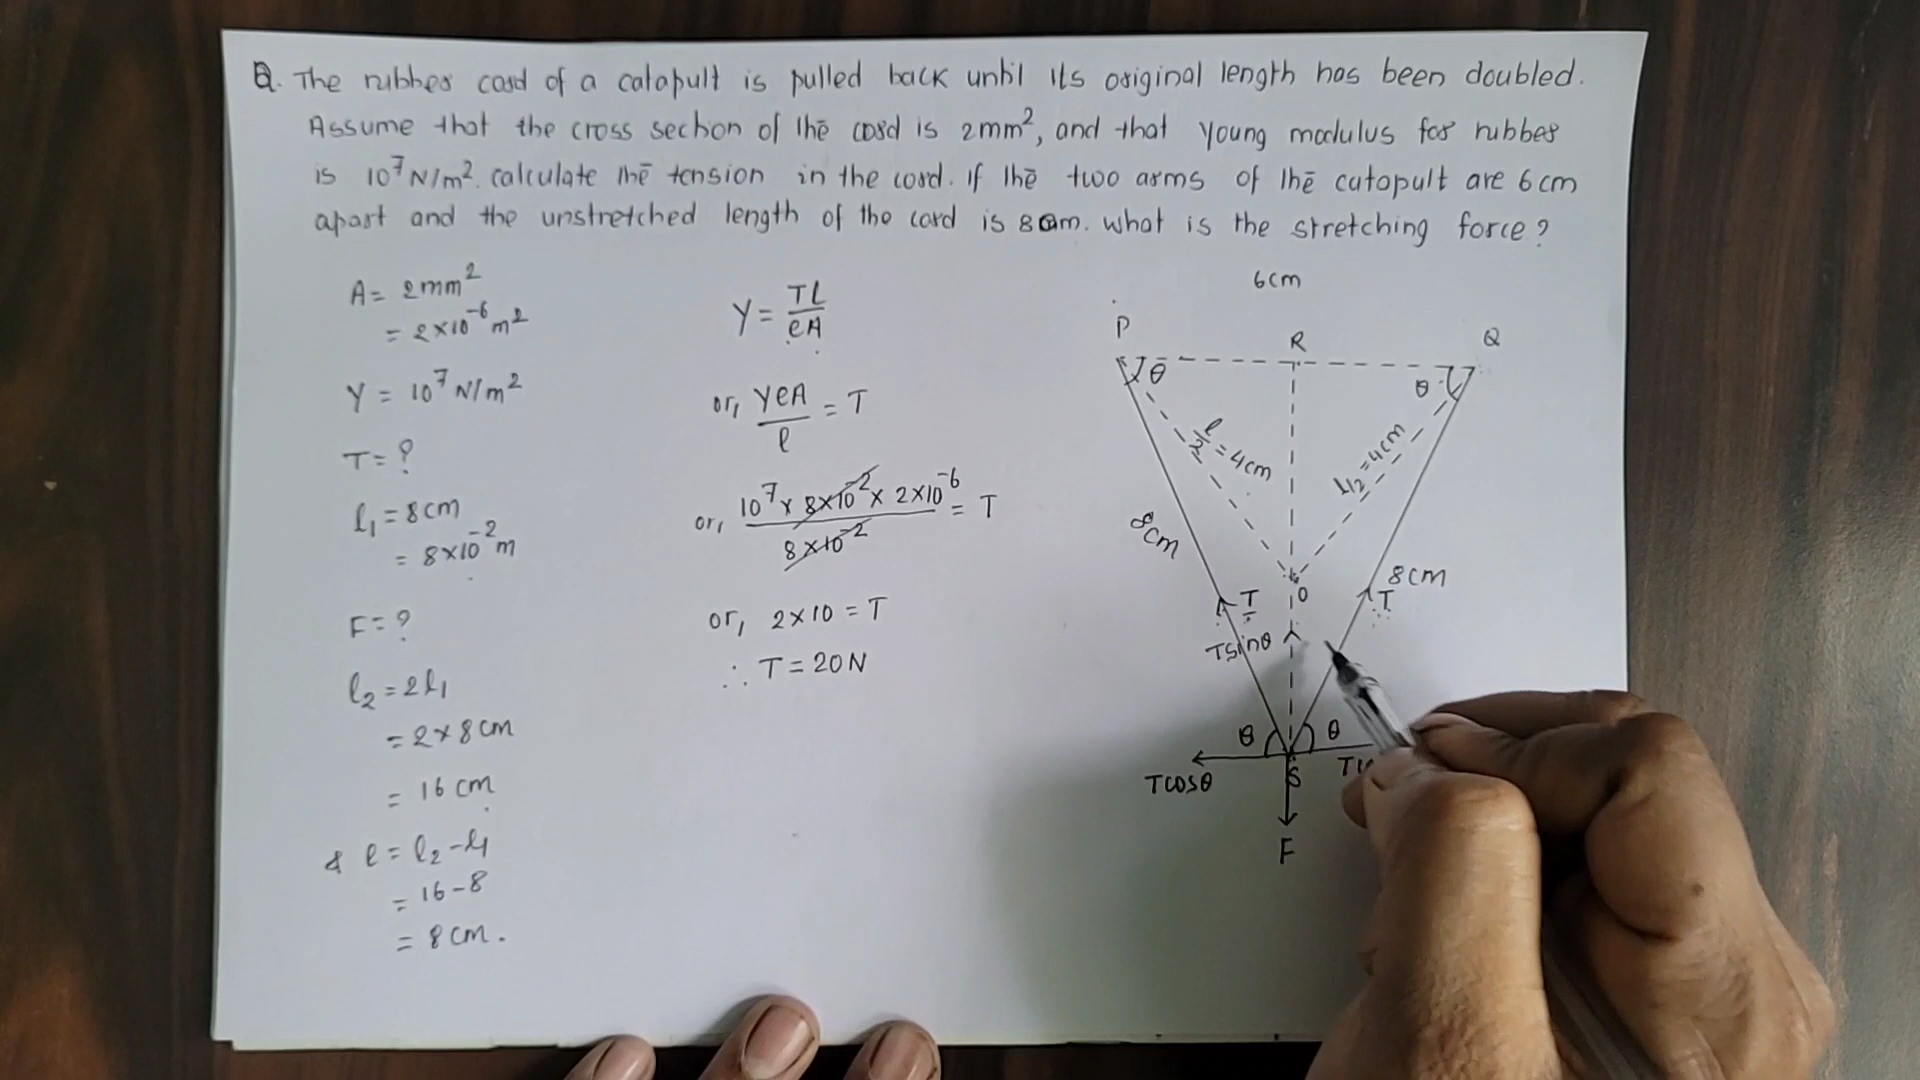 Q. The rubber cord of a catapult is pulled back until its original length has been doubled.
Assume that the cross section of the cord is 2mm², and that young modulus for rubber
is 10⁷ N/m². calculate the tension in the cord. If the two arms of the catapult are 6cm
apart and the unstretched length of the cord is 8cm. what is the stretching force?
A = 2mm²
= 2×10⁻⁶ m²
Y = 10⁷ N/m²
T = ?
l₁ = 8cm
= 8×10⁻² m
F = ?
l₂ = 2l₁
= 2×8cm
= 16 cm
& e = l₂ - l₁
= 16-8
= 8cm.
Y = TL/eA
or, YeA/l = T
or, 10⁷ × 8×10⁻² × 2×10⁻⁶ / 8×10⁻² = T
or, 2×10 = T
∴ T = 20N
6cm
P
R
Q
θ
θ
l/2 = 4cm
L/2 = 4cm
8cm
8cm
O
T
T
Tsinθ
θ
θ
Tcosθ
S
F